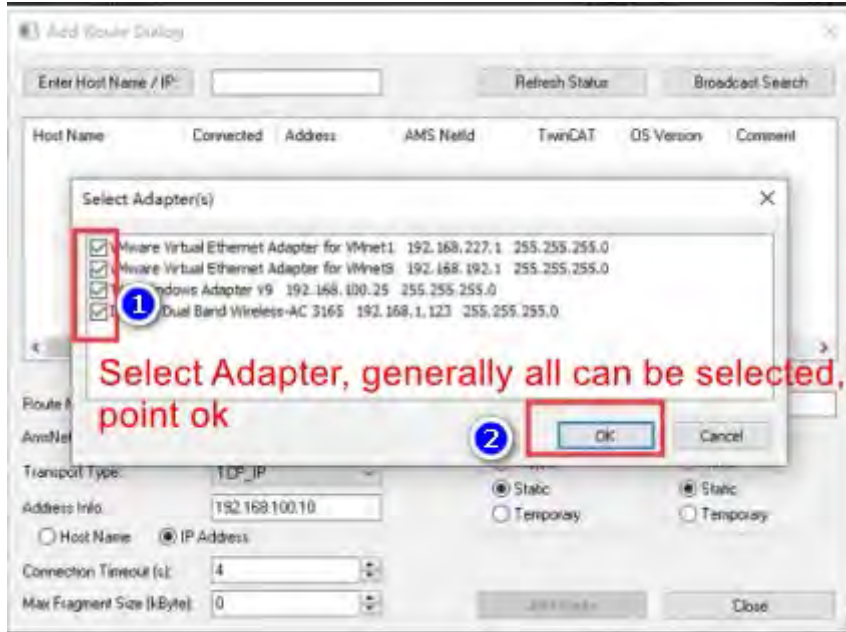 Add Route Dialog
Enter Host Name / IP:
Refresh Status
Broadcast Search
Host Name Connected Address AMS NetId TwinCAT OS Version Comment
Select Adapter(s)
VMware Virtual Ethernet Adapter for VMnet1 192.168.227.1 255.255.255.0
VMware Virtual Ethernet Adapter for VMnet8 192.168.192.1 255.255.255.0
Adapter V9 192.168.100.25 255.255.255.0
Dual Band Wireless-AC 3165 192.168.1.123 255.255.255.0
1
Select Adapter, generally all can be selected,
point ok
2
OK
Cancel
Route
AmsNet
Transport Type: TCP_IP
Address Info: 192.168.100.10
Static
Static
Host Name IP Address
Temporary
Temporary
Connection Timeout (s): 4
Max Fragment Size (kByte): 0
Close